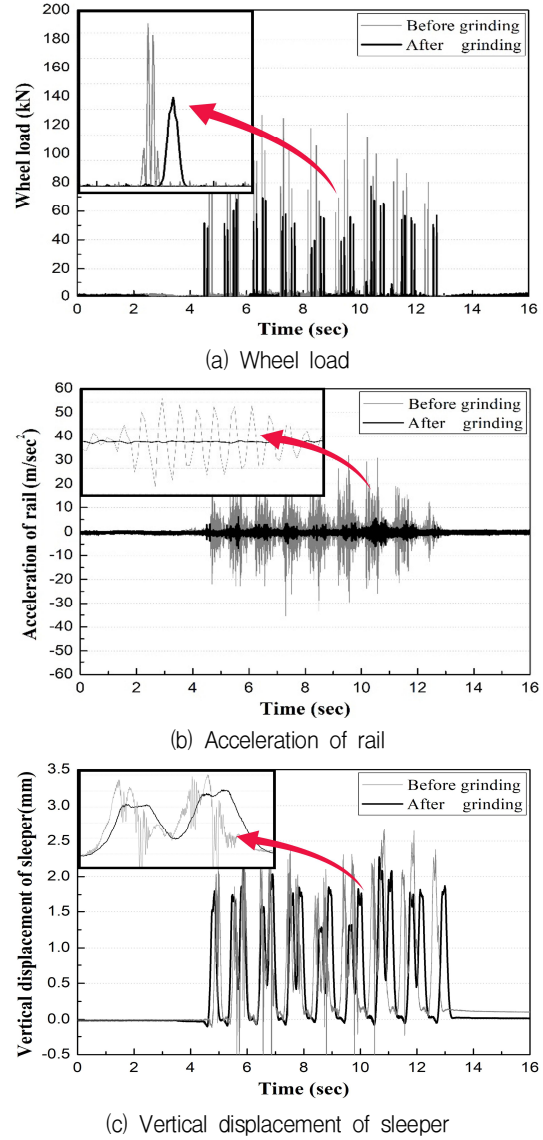 200
180
160
140
120
100
80
60
40
20
0
Wheel load (kN)
Before grinding
After grinding
0 2 4 6 8 10 12 14 16
Time (sec)
(a) Wheel load
60
50
40
30
20
10
0
-10
-20
-30
-40
-50
-60
Acceleration of rail (m/sec²)
Before grinding
After grinding
0 2 4 6 8 10 12 14 16
Time (sec)
(b) Acceleration of rail
3.5
3.0
2.5
2.0
1.5
1.0
0.5
0.0
-0.5
Vertical displacement of sleeper(mm)
Before grinding
After grinding
0 2 4 6 8 10 12 14 16
Time (sec)
(c) Vertical displacement of sleeper